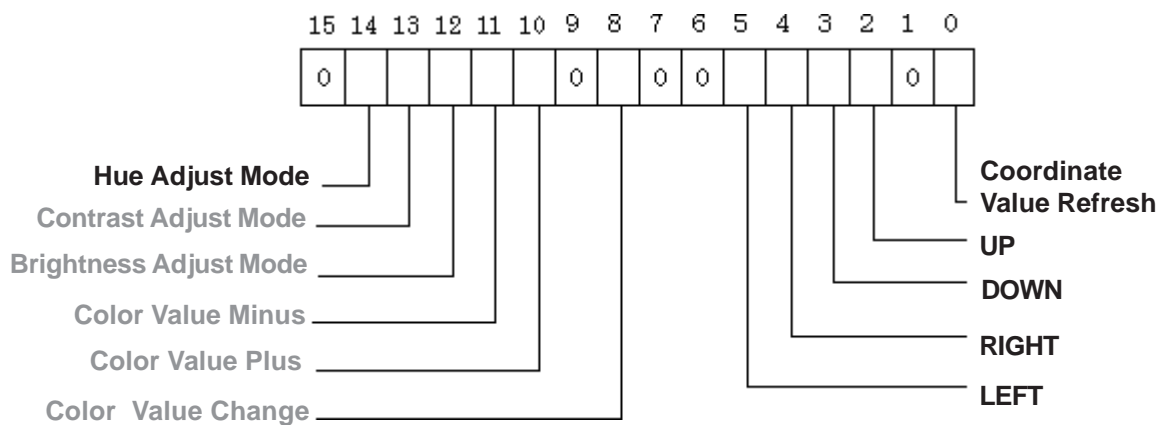 15 14 13 12 11 10 9 8 7 6 5 4 3 2 1 0
0 0 0 0 0
Hue Adjust Mode
Contrast Adjust Mode
Brightness Adjust Mode
Color Value Minus
Color Value Plus
Color Value Change
Coordinate
Value Refresh
UP
DOWN
RIGHT
LEFT